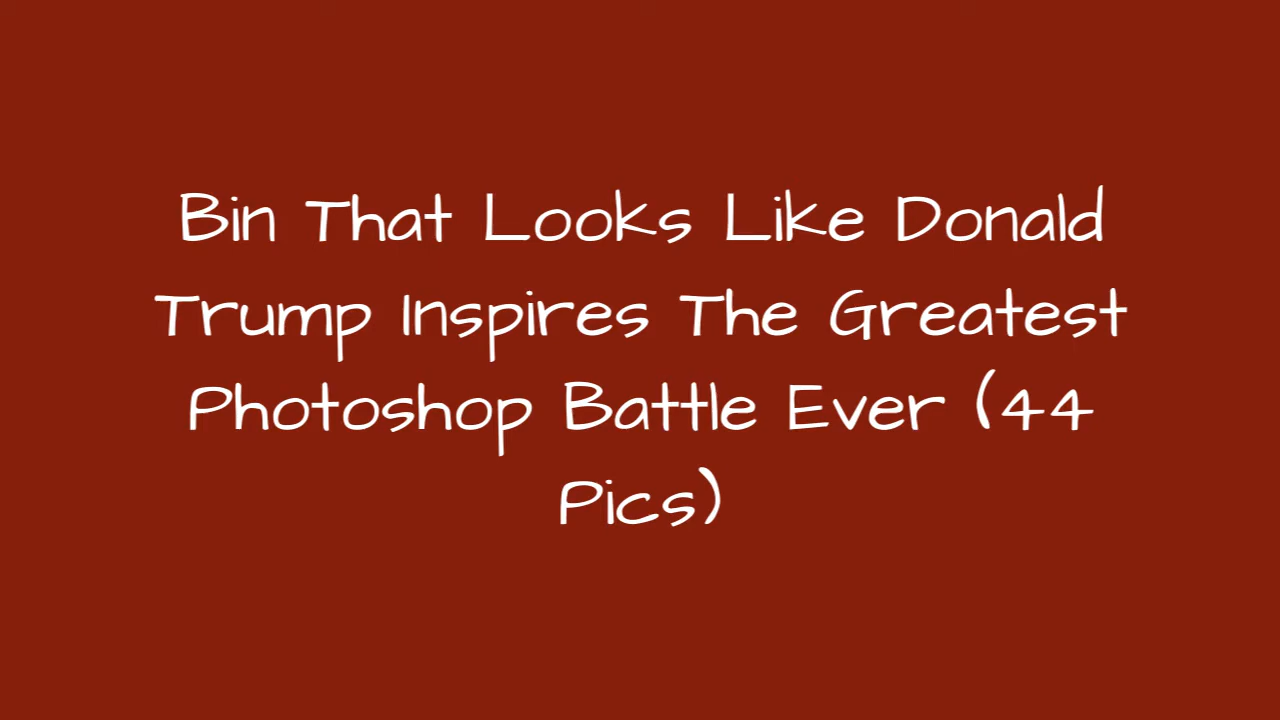 Bin That Looks Like Donald
Trump Inspires The Greatest
Photoshop Battle Ever (44
Pics)